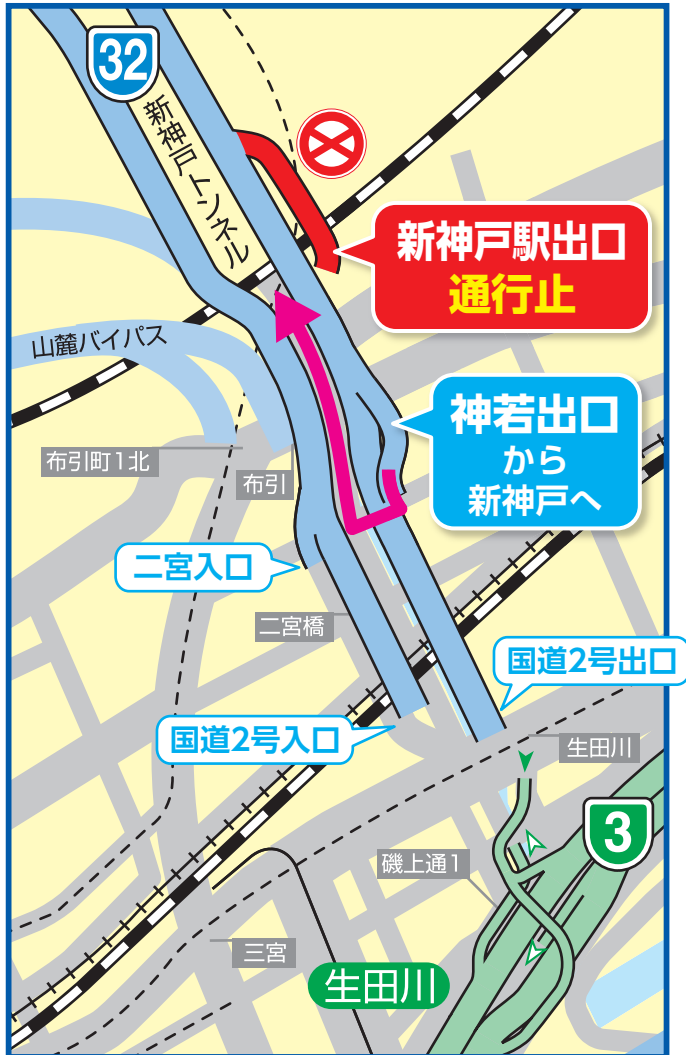 32
新神戸トンネル
新神戸駅出口
通行止
山麓バイパス
神若出口
から
新神戸へ
布引町1北
布引
二宮入口
二宮橋
国道2号出口
国道2号入口
生田川
3
磯上通1
三宮
生田川